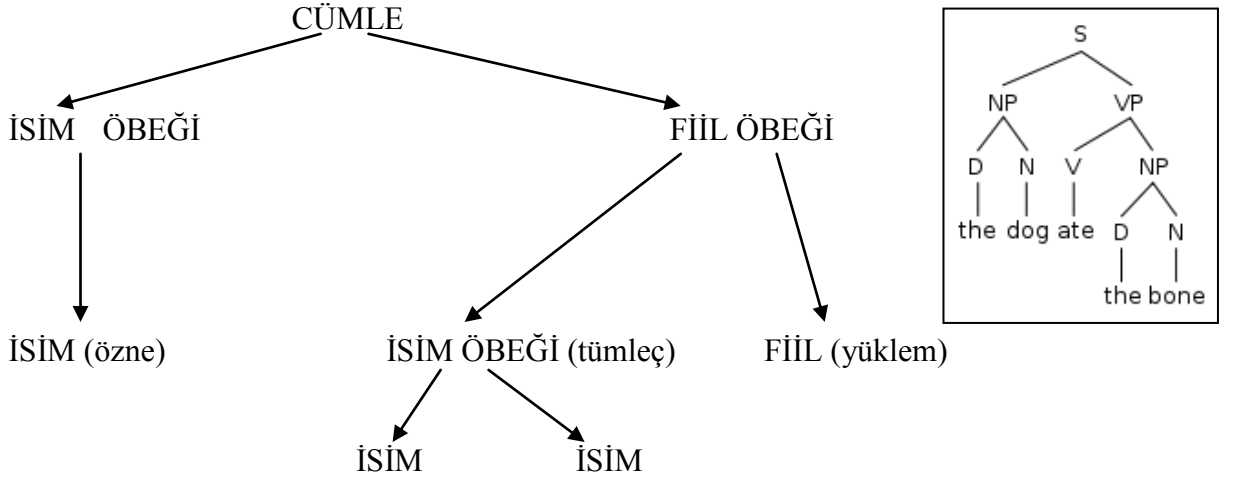 CÜMLE
İSİM ÖBEĞİ FİİL ÖBEĞİ
İSİM (özne) İSİM ÖBEĞİ (tümleç) FİİL (yüklem)
İSİM İSİM
S
NP VP
D N V NP
the dog ate D N
the bone